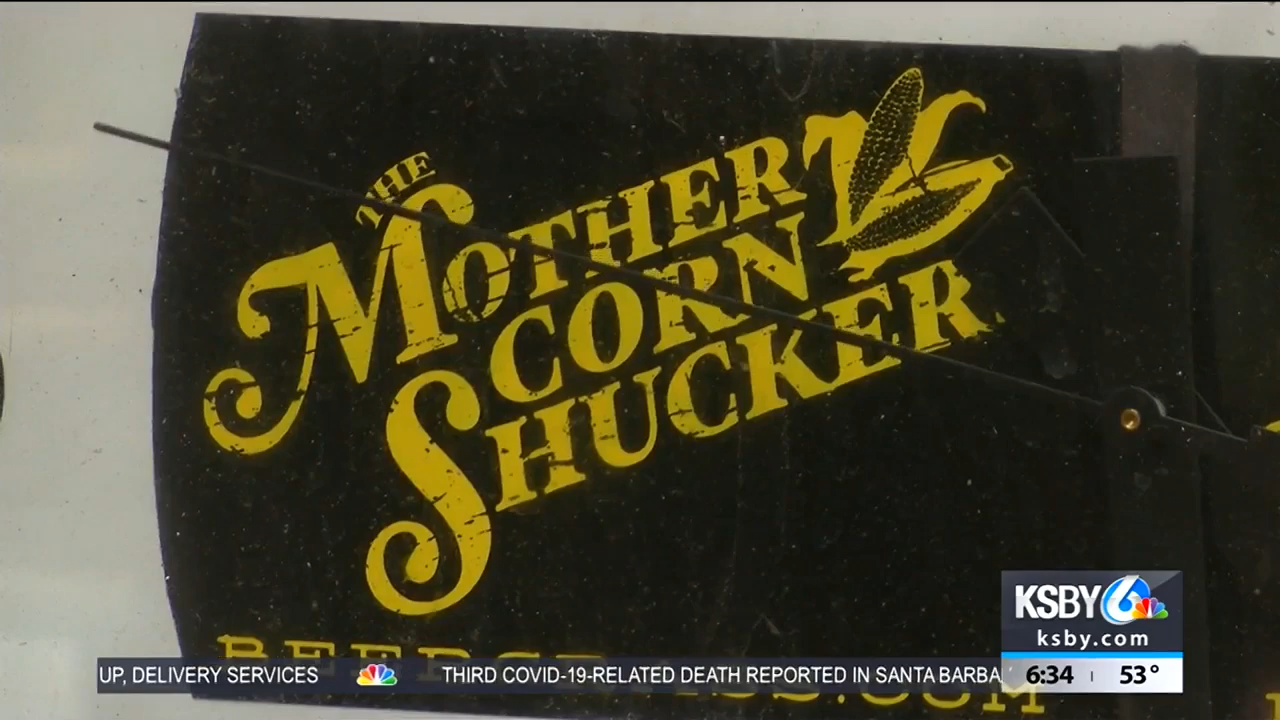 THE
MOTHER
CORN
SHUCKER
KSBY 6
ksby.com
UP, DELIVERY SERVICES THIRD COVID-19-RELATED DEATH REPORTED IN SANTA BARBA
6:34 53°